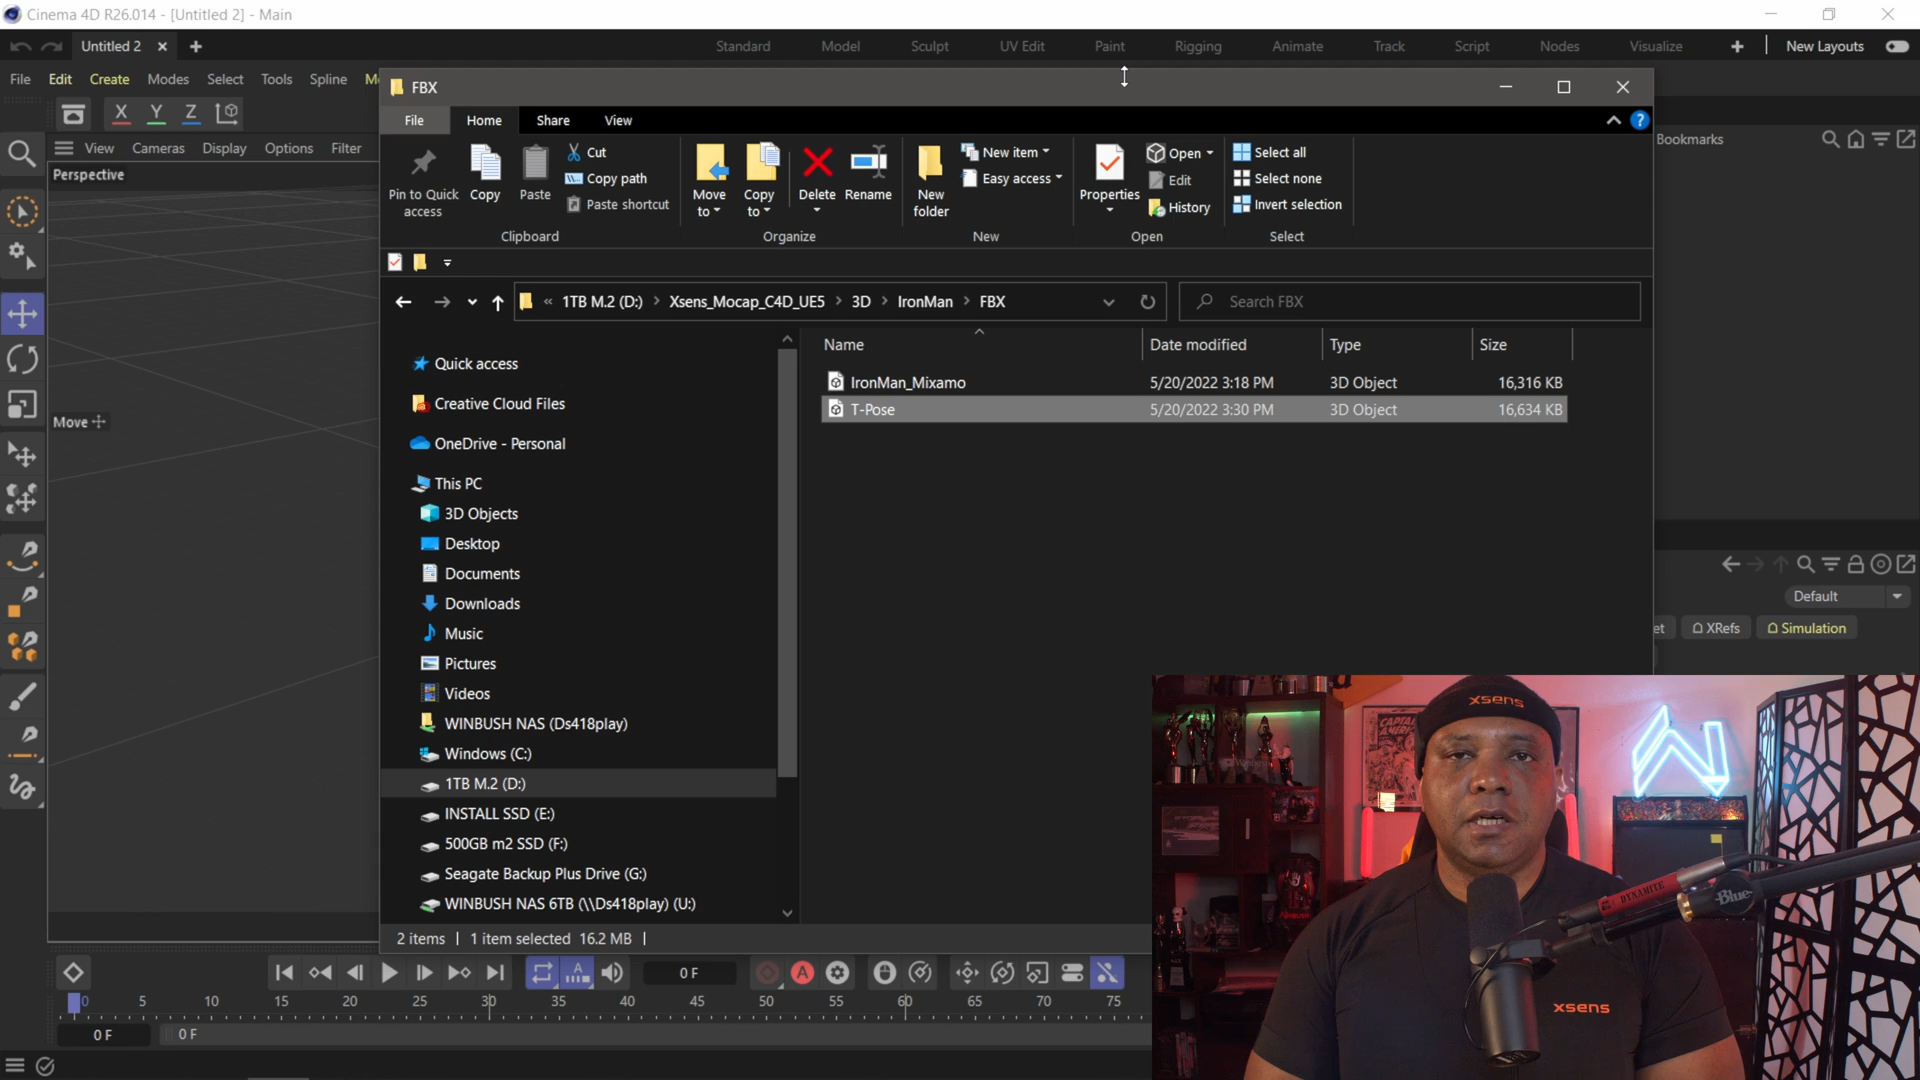 Cinema 4D R26.014 - [Untitled 2] - Main
Untitled 2
Standard Model Sculpt UV Edit Paint Rigging Animate Track Script Nodes Visualize New Layouts
File Edit Create Modes Select Tools Spline
FBX
X Y Z
File Home Share View
View Cameras Display Options Filter
Bookmarks
Perspective
Pin to Quick access
Copy
Paste
Cut
Copy path
Paste shortcut
Move to
Copy to
Delete
Rename
New folder
New item
Easy access
Properties
Open
Edit
History
Select all
Select none
Invert selection
Clipboard Organize New Open Select
« 1TB M.2 (D:) > Xsens_Mocap_C4D_UE5 > 3D > IronMan > FBX
Search FBX
Name Date modified Type Size
IronMan_Mixamo 5/20/2022 3:18 PM 3D Object 16,316 KB
T-Pose 5/20/2022 3:30 PM 3D Object 16,634 KB
Move
Quick access
Creative Cloud Files
OneDrive - Personal
This PC
3D Objects
Desktop
Documents
Downloads
Music
Pictures
Videos
WINBUSH NAS (Ds418play)
Windows (C:)
1TB M.2 (D:)
INSTALL SSD (E:)
500GB m2 SSD (F:)
Seagate Backup Plus Drive (G:)
WINBUSH NAS 6TB (\\Ds418play) (U:)
2 items 1 item selected 16.2 MB
Default
XRefs Simulation
xsens
CAPTAIN
DYNAMITE
Blue
xsens
0 F
0 5 10 15 20 25 30 35 40 45 50 55 60 65 70 75
0 F 0 F